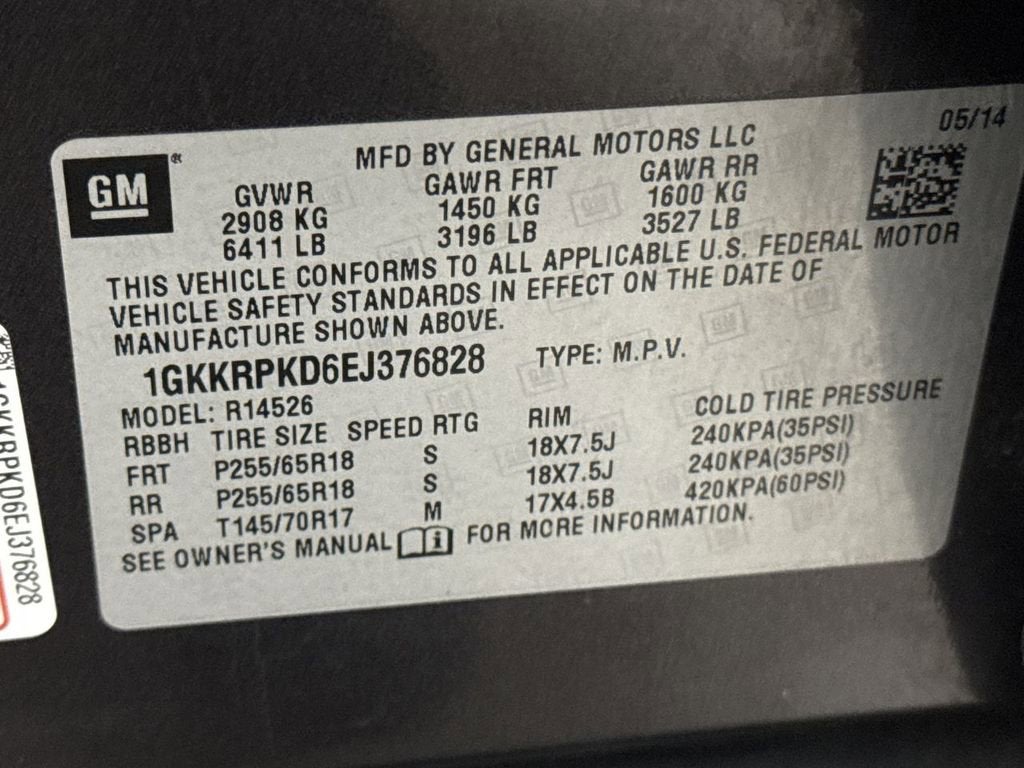 05/14
GM
MFD BY GENERAL MOTORS LLC
GVWR GAWR FRT GAWR RR
2908 KG 1450 KG 1600 KG
6411 LB 3196 LB 3527 LB
THIS VEHICLE CONFORMS TO ALL APPLICABLE U.S. FEDERAL MOTOR
VEHICLE SAFETY STANDARDS IN EFFECT ON THE DATE OF
MANUFACTURE SHOWN ABOVE.
1GKKRPKD6EJ376828 TYPE: M.P.V.
MODEL: R14526
RBBH TIRE SIZE SPEED RTG RIM COLD TIRE PRESSURE
FRT P255/65R18 S 18X7.5J 240KPA(35PSI)
RR P255/65R18 S 18X7.5J 240KPA(35PSI)
SPA T145/70R17 M 17X4.5B 420KPA(60PSI)
SEE OWNER'S MANUAL FOR MORE INFORMATION.
1GKKRPKD6EJ376828